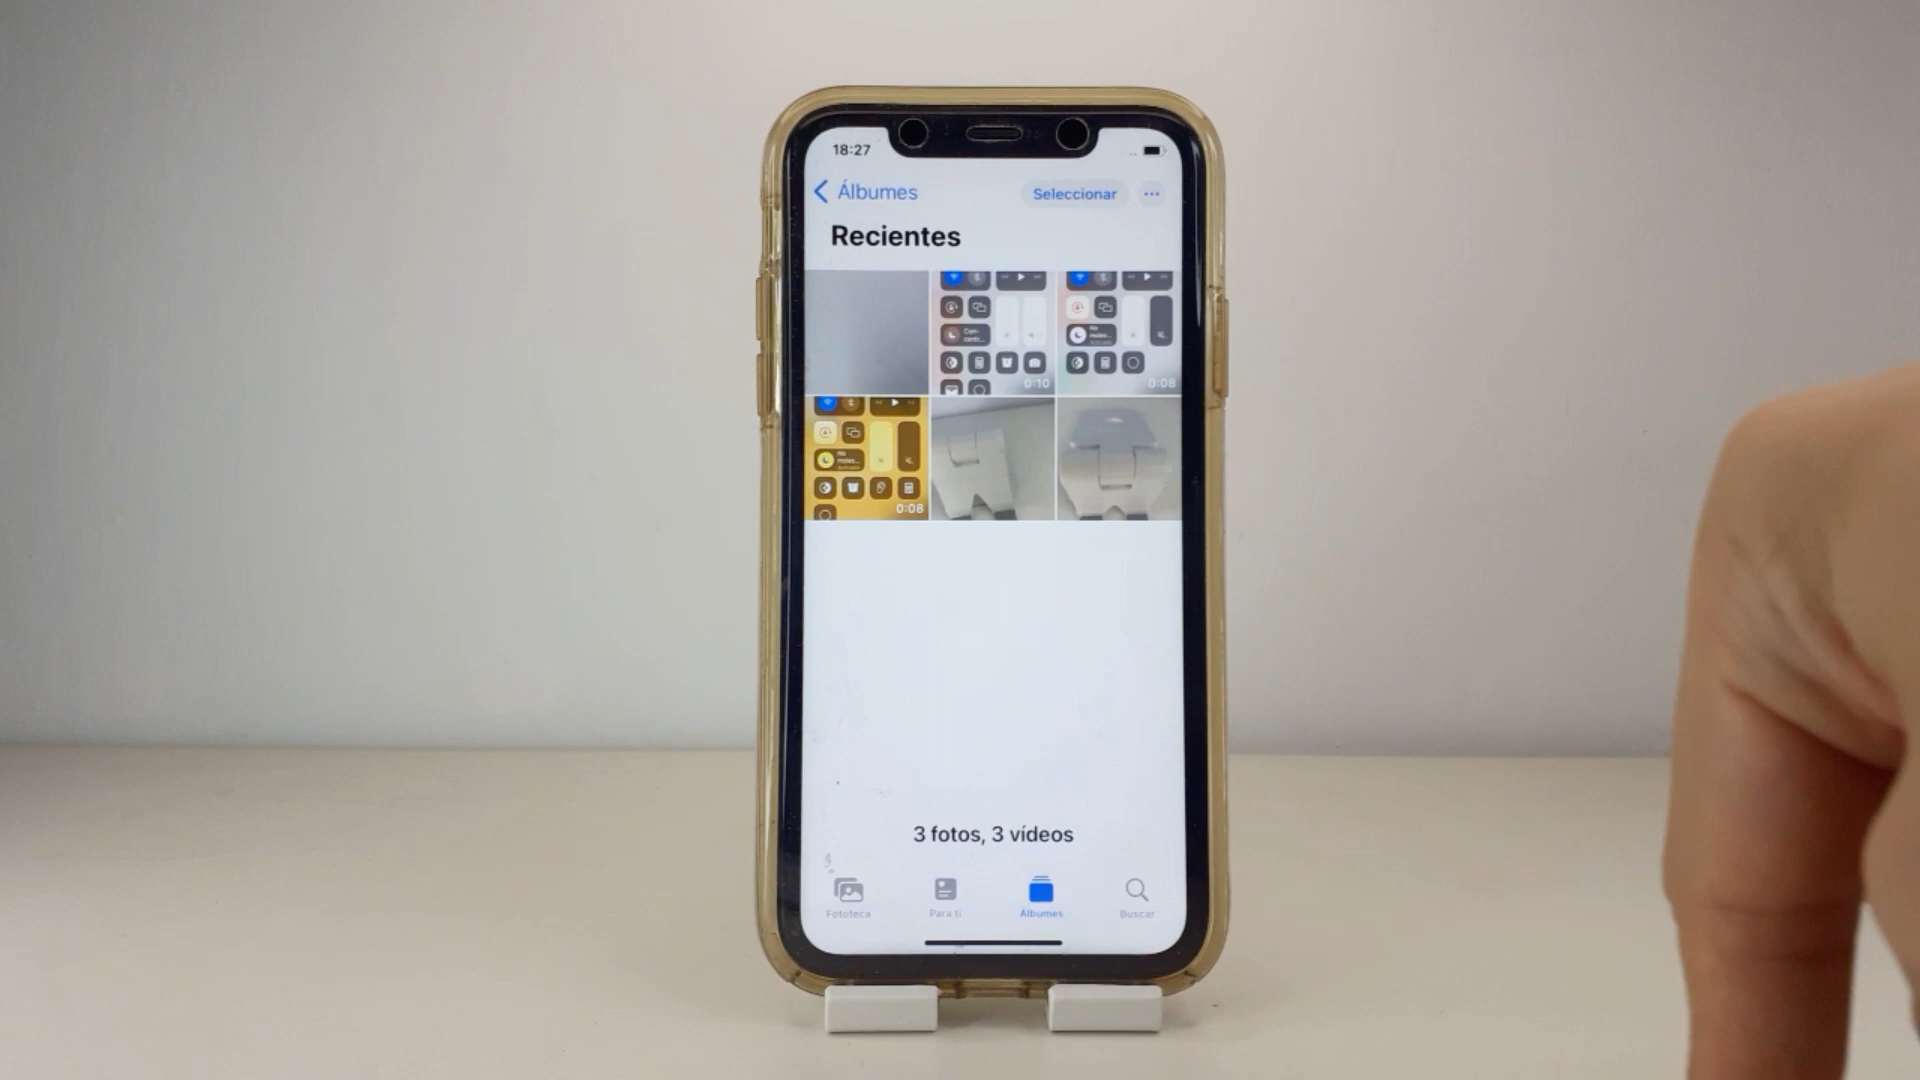 18:27
Álbumes
Seleccionar
Recientes
0:10
0:08
0:08
3 fotos, 3 vídeos
Fototeca
Para ti
Álbumes
Buscar